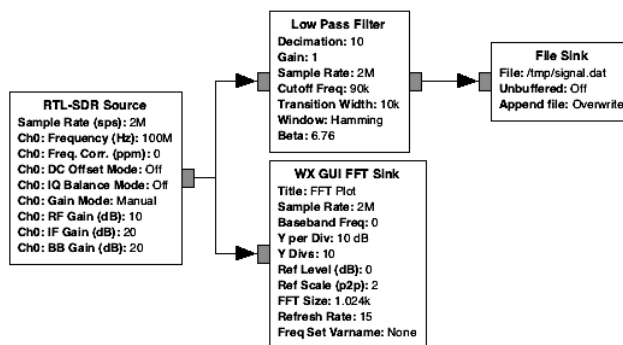 RTL-SDR Source
Sample Rate (sps): 2M
Ch0: Frequency (Hz): 100M
Ch0: Freq. Corr. (ppm): 0
Ch0: DC Offset Mode: Off
Ch0: IQ Balance Mode: Off
Ch0: Gain Mode: Manual
Ch0: RF Gain (dB): 10
Ch0: IF Gain (dB): 20
Ch0: BB Gain (dB): 20
Low Pass Filter
Decimation: 10
Gain: 1
Sample Rate: 2M
Cutoff Freq: 90k
Transition Width: 10k
Window: Hamming
Beta: 6.76
File Sink
File: /tmp/signal.dat
Unbuffered: Off
Append file: Overwrite
WX GUI FFT Sink
Title: FFT Plot
Sample Rate: 2M
Baseband Freq: 0
Y per Div: 10 dB
Y Divs: 10
Ref Level (dB): 0
Ref Scale (p2p): 2
FFT Size: 1.024k
Refresh Rate: 15
Freq Set Varname: None